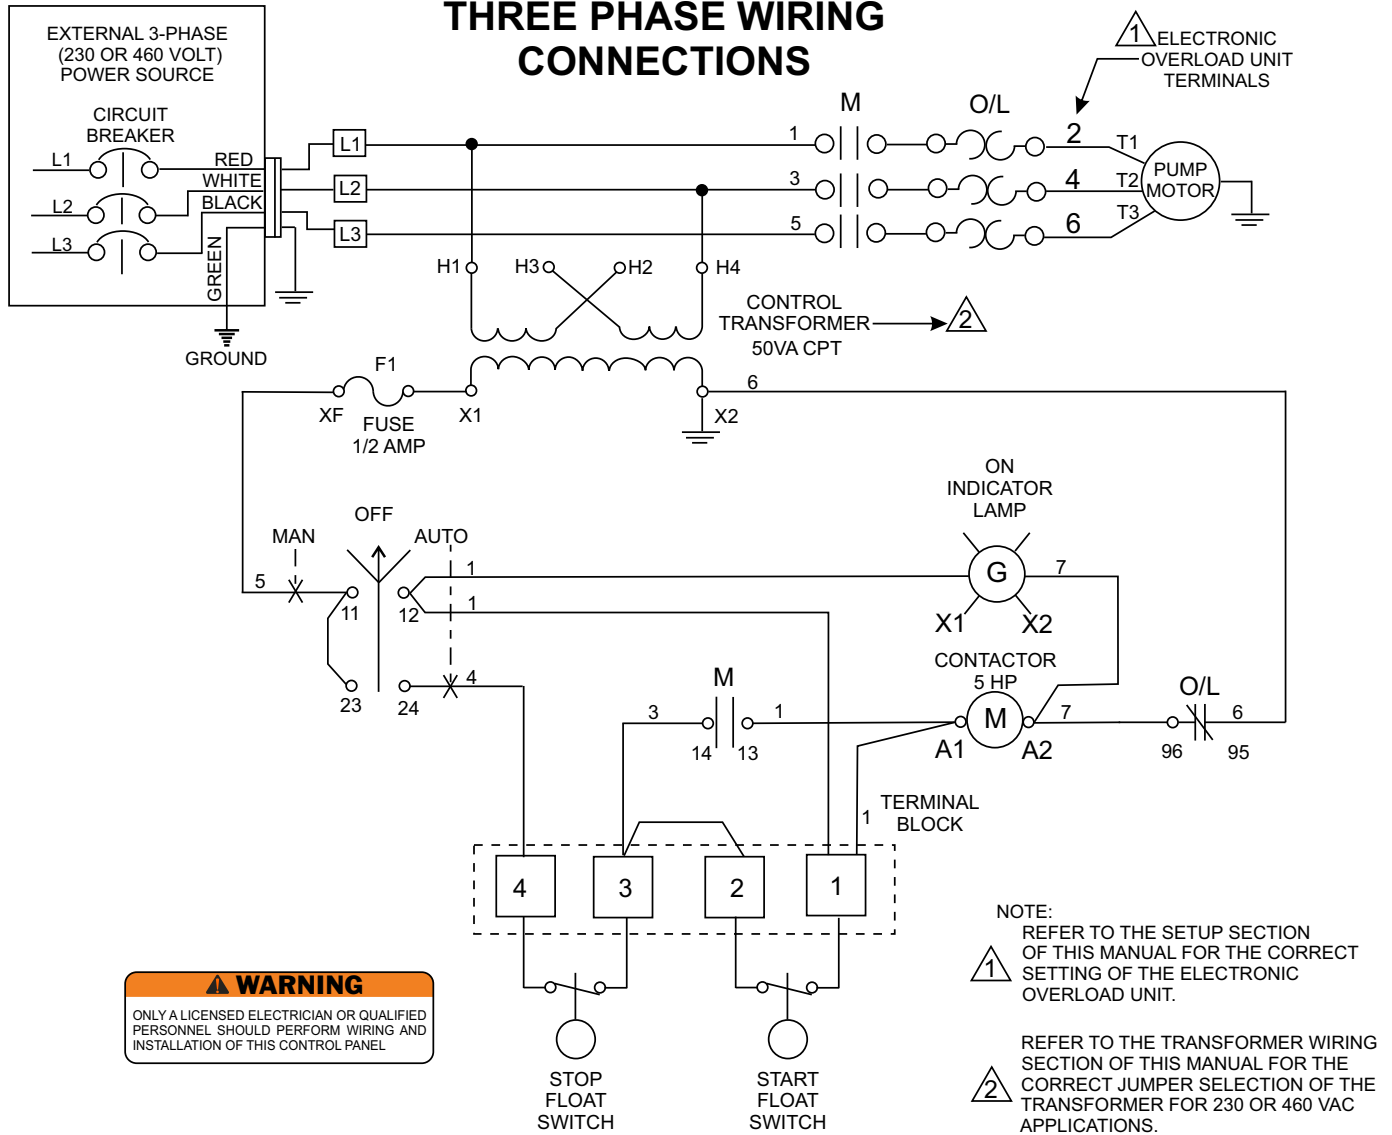 THREE PHASE WIRING
CONNECTIONS
EXTERNAL 3-PHASE
(230 OR 460 VOLT)
POWER SOURCE
CIRCUIT
BREAKER
L1
L2
L3
RED
WHITE
BLACK
GREEN
GROUND
L1
L2
L3
1
3
5
M
O/L
1
ELECTRONIC
OVERLOAD UNIT
TERMINALS
2
4
6
T1
T2
T3
PUMP
MOTOR
H1
H3
H2
H4
CONTROL
TRANSFORMER
50VA CPT
2
F1
XF
FUSE
1/2 AMP
X1
X2
6
OFF
MAN
AUTO
5
11
12
1
1
23
24
4
ON
INDICATOR
LAMP
G
X1
X2
7
CONTACTOR
5 HP
M
A1
A2
7
O/L
96
95
6
M
3
14
13
1
1
TERMINAL
BLOCK
4
3
2
1
STOP
FLOAT
SWITCH
START
FLOAT
SWITCH
WARNING
ONLY A LICENSED ELECTRICIAN OR QUALIFIED
PERSONNEL SHOULD PERFORM WIRING AND
INSTALLATION OF THIS CONTROL PANEL
NOTE:
1
REFER TO THE SETUP SECTION
OF THIS MANUAL FOR THE CORRECT
SETTING OF THE ELECTRONIC
OVERLOAD UNIT.
2
REFER TO THE TRANSFORMER WIRING
SECTION OF THIS MANUAL FOR THE
CORRECT JUMPER SELECTION OF THE
TRANSFORMER FOR 230 OR 460 VAC
APPLICATIONS.